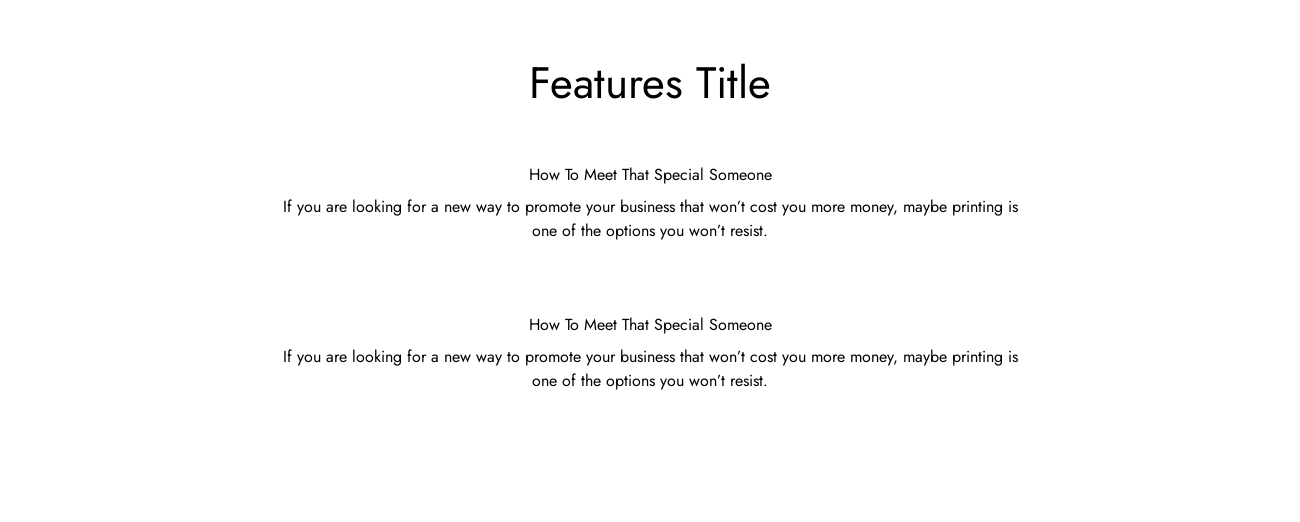 Features Title
How To Meet That Special Someone
If you are looking for a new way to promote your business that won’t cost you more money, maybe printing is
one of the options you won’t resist.
How To Meet That Special Someone
If you are looking for a new way to promote your business that won’t cost you more money, maybe printing is
one of the options you won’t resist.